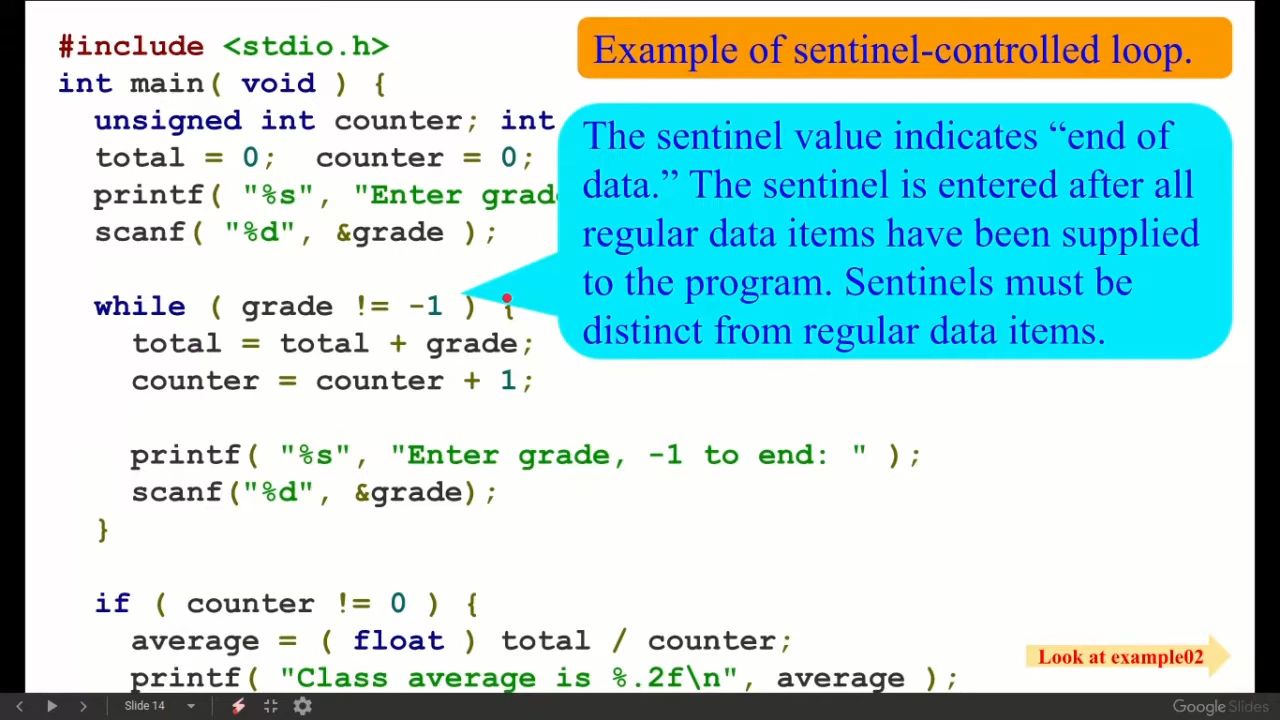 #include <stdio.h>
int main( void ) {
unsigned int counter; int
total = 0; counter = 0;
printf( "%s", "Enter grade
scanf( "%d", &grade );
while ( grade != -1 ) {
total = total + grade;
counter = counter + 1;
printf( "%s", "Enter grade, -1 to end: " );
scanf("%d", &grade);
}
if ( counter != 0 ) {
average = ( float ) total / counter;
printf( "Class average is %.2f\n", average );
Example of sentinel-controlled loop.
The sentinel value indicates “end of
data.” The sentinel is entered after all
regular data items have been supplied
to the program. Sentinels must be
distinct from regular data items.
Look at example02
Slide 14
Google Slides